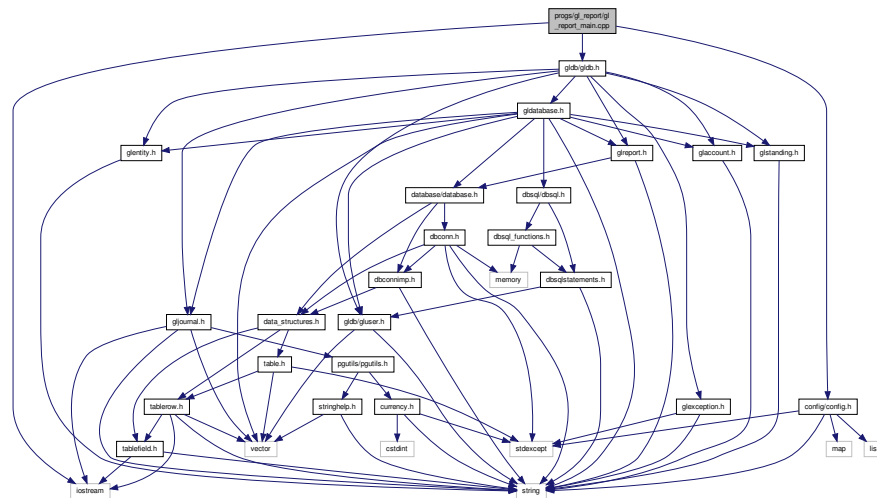 progs/gl_report/gl
_report_main.cpp
gldb/gldb.h
gldatabase.h
glentity.h
glreport.h
glaccount.h
glstanding.h
database/database.h
dbsql/dbsql.h
dbconn.h
dbsql_functions.h
dbconnimp.h
memory
dbsqlstatements.h
gljournal.h
data_structures.h
gldb/gluser.h
table.h
pgutils/pgutils.h
tablerow.h
stringhelp.h
currency.h
glexception.h
config/config.h
tablefield.h
vector
cstdint
stdexcept
map
lis
iostream
string